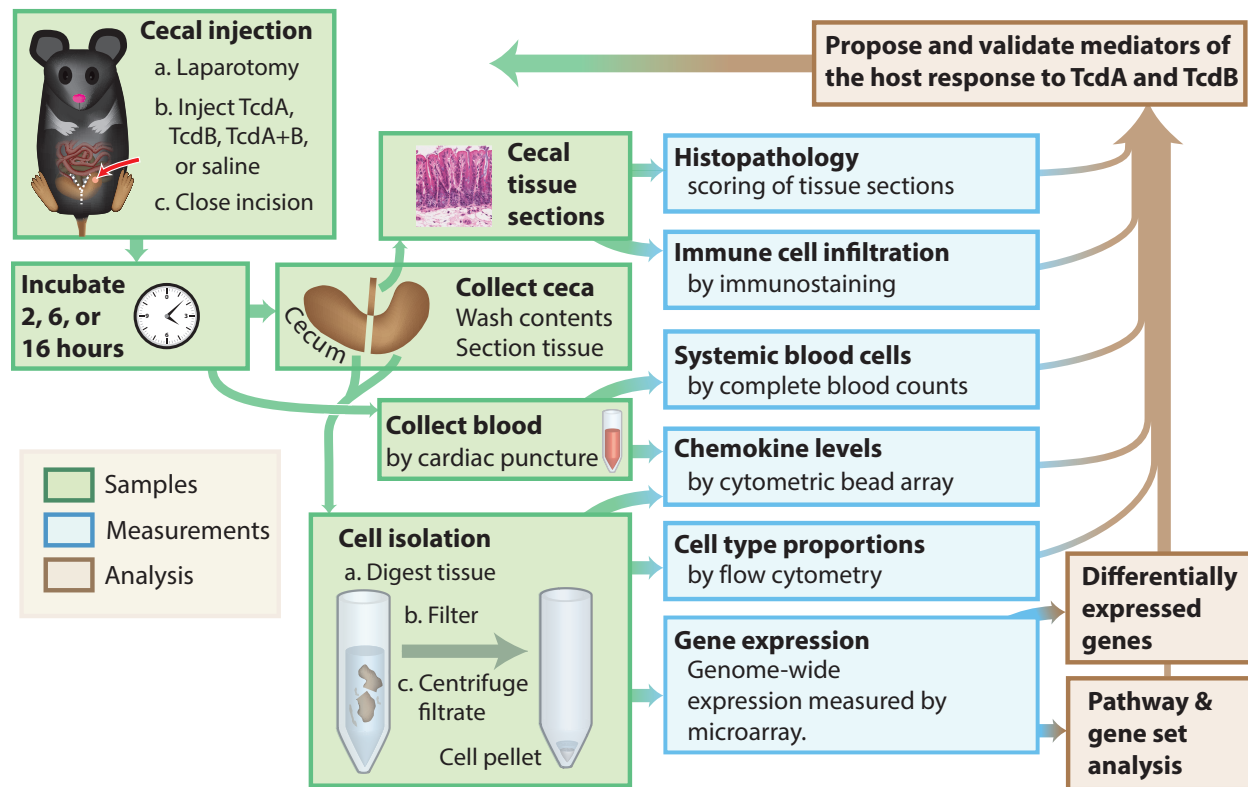 Cecal injection
a. Laparotomy
b. Inject TcdA,
TcdB, TcdA+B,
or saline
c. Close incision
Propose and validate mediators of
the host response to TcdA and TcdB
Cecal
tissue
sections
Histopathology
scoring of tissue sections
Immune cell infiltration
by immunostaining
Incubate
2, 6, or
16 hours
0
3
6
9
Cecum
Collect ceca
Wash contents
Section tissue
Systemic blood cells
by complete blood counts
Collect blood
by cardiac puncture
Chemokine levels
by cytometric bead array
Samples
Measurements
Analysis
Cell isolation
a. Digest tissue
b. Filter
c. Centrifuge
filtrate
Cell pellet
Cell type proportions
by flow cytometry
Gene expression
Genome-wide
expression measured by
microarray.
Differentially
expressed
genes
Pathway &
gene set
analysis